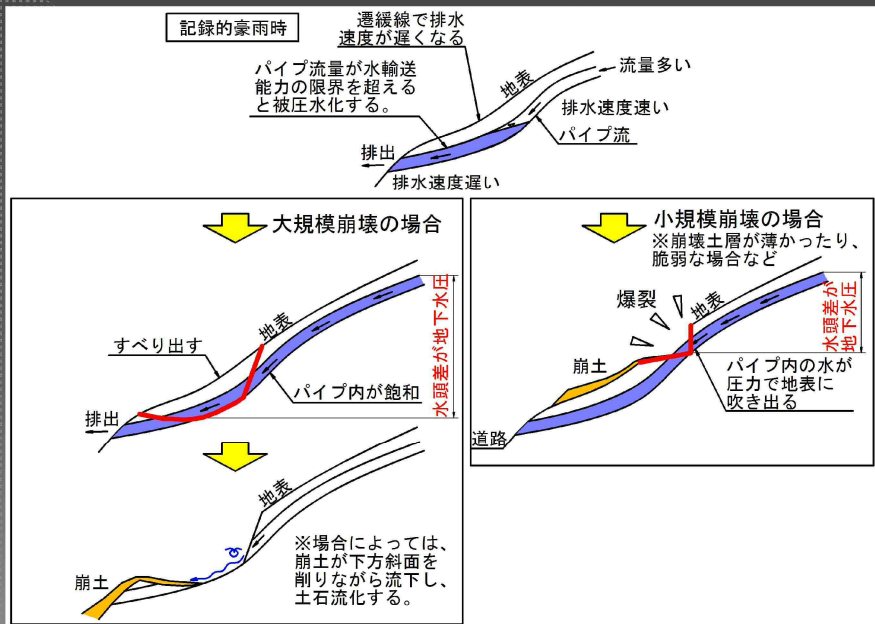 記録的豪雨時
遷緩線で排水
速度が遅くなる
パイプ流量が水輸送
能力の限界を超える
と被圧水化する。
地表
流量多い
排水速度速い
パイプ流
排出
排水速度遅い
大規模崩壊の場合
地表
すべり出す
パイプ内が飽和
排出
水頭差が地下水圧
地表
崩土
※場合によっては、
崩土が下方斜面を
削りながら流下し、
土石流化する。
小規模崩壊の場合
※崩壊土層が薄かったり、
脆弱な場合など
爆裂
地表
崩土
水頭差が
地下水圧
パイプ内の水が
圧力で地表に
吹き出る
道路